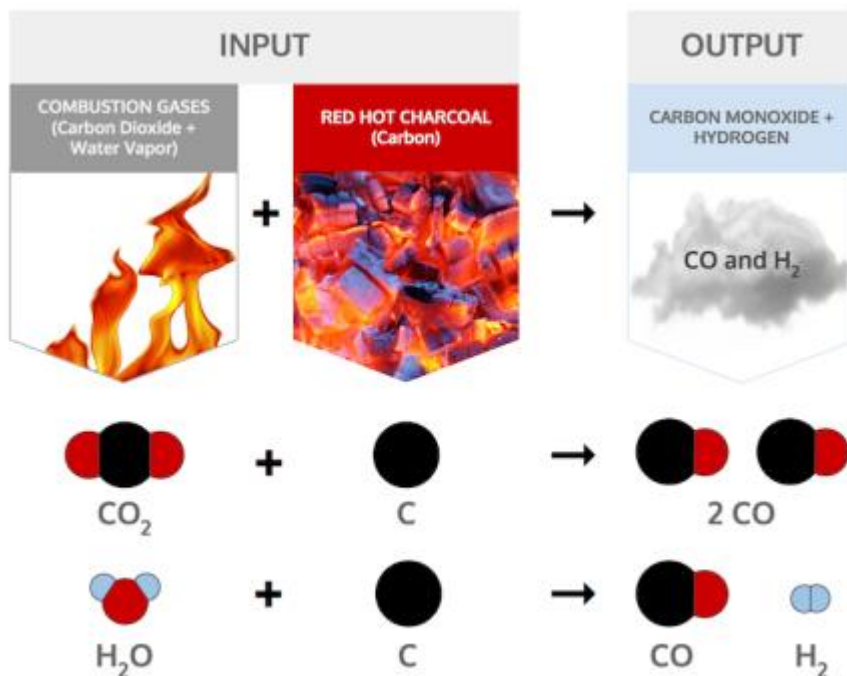 INPUT
OUTPUT
COMBUSTION GASES
(Carbon Dioxide +
Water Vapor)
RED HOT CHARCOAL
(Carbon)
CARBON MONOXIDE +
HYDROGEN
+
→
CO and H₂
+
→
CO₂
C
2 CO
+
→
H₂O
C
CO
H₂